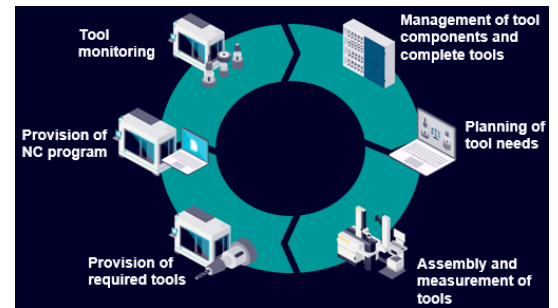 Tool
monitoring
Management of tool
components and
complete tools
Provision of
NC program
Planning of
tool needs
Provision of
required tools
Assembly and
measurement of
tools